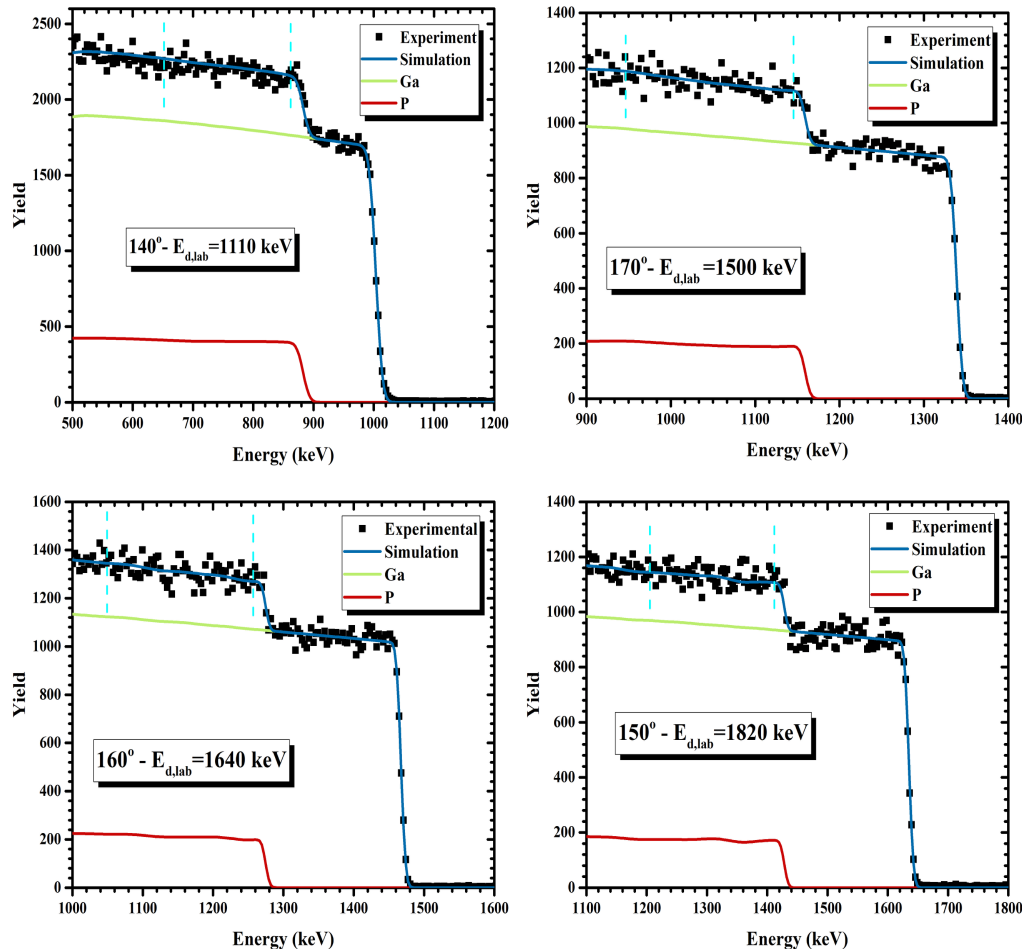 2500
2000
1500
1000
500
0
Yield
Experiment
Simulation
Ga
P
140° - E_d,lab=1110 keV
500 600 700 800 900 1000 1100 1200
Energy (keV)
1400
1200
1000
800
600
400
200
0
Yield
Experiment
Simulation
Ga
P
170° - E_d,lab=1500 keV
900 1000 1100 1200 1300 1400
Energy (keV)
1600
1400
1200
1000
800
600
400
200
0
Yield
Experimental
Simulation
Ga
P
160° - E_d,lab=1640 keV
1000 1100 1200 1300 1400 1500 1600
Energy (keV)
1400
1200
1000
800
600
400
200
0
Yield
Experiment
Simulation
Ga
P
150° - E_d,lab=1820 keV
1100 1200 1300 1400 1500 1600 1700 1800
Energy (keV)